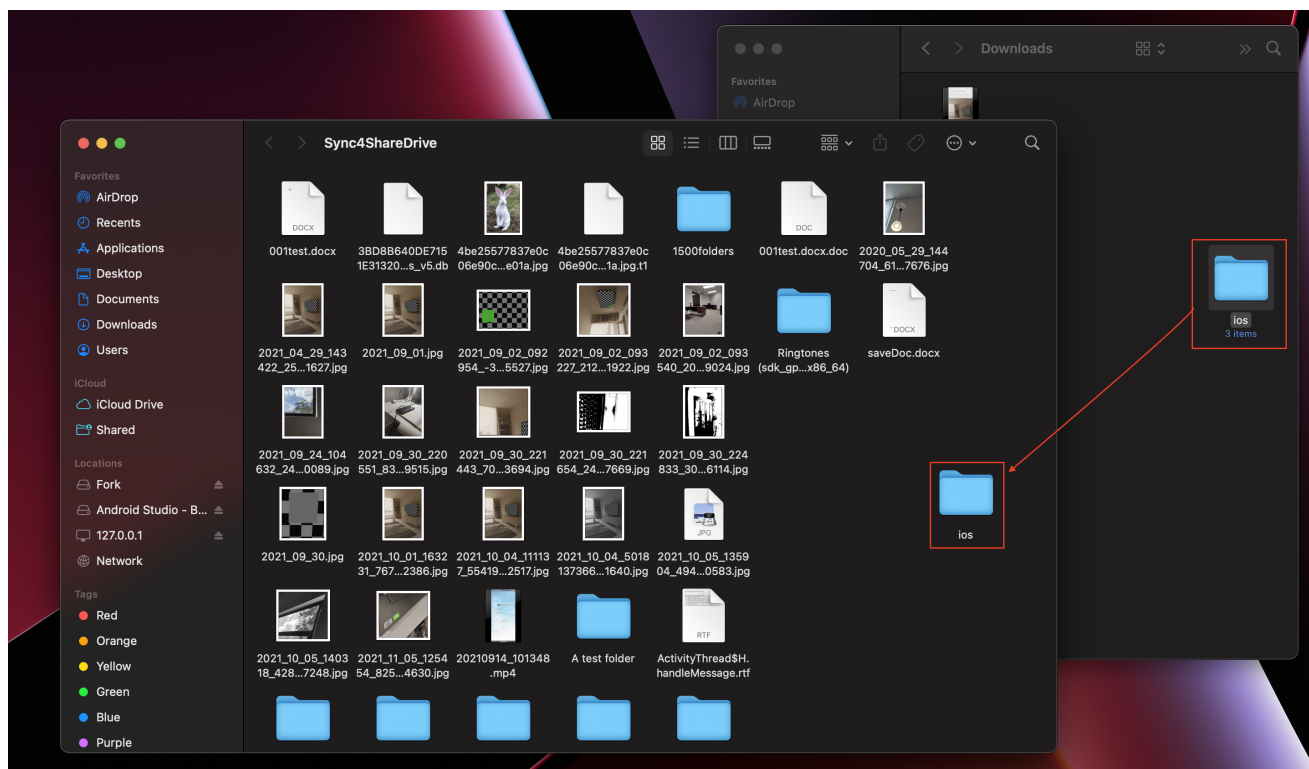 Downloads
Favorites
AirDrop
Sync4ShareDrive
Favorites
AirDrop
Recents
Applications
Desktop
Documents
Downloads
Users
iCloud
iCloud Drive
Shared
Locations
Fork
Android Studio - B...
127.0.0.1
Network
Tags
Red
Orange
Yellow
Green
Blue
Purple
DOCX
DOC
001test.docx
3BD8B640DE715
1E31320...s_v5.db
4be25577837e0c
06e90c...e01a.jpg
4be25577837e0c
06e90c...1a.jpg.t1
1500folders
001test.docx.doc
2020_05_29_144
704_61...7676.jpg
DOCX
2021_04_29_143
422_25...1627.jpg
2021_09_01.jpg
2021_09_02_092
954_-3...5527.jpg
2021_09_02_093
227_212...1922.jpg
2021_09_02_093
540_20...9024.jpg
Ringtones
(sdk_gp...x86_64)
saveDoc.docx
2021_09_24_104
632_24...0089.jpg
2021_09_30_220
551_83...9515.jpg
2021_09_30_221
443_70...3694.jpg
2021_09_30_221
654_24...7669.jpg
2021_09_30_224
833_30...6114.jpg
JPG
2021_09_30.jpg
2021_10_01_1632
31_767...2386.jpg
2021_10_04_11113
7_55419...2517.jpg
2021_10_04_5018
137366...1640.jpg
2021_10_05_1359
04_494...0583.jpg
RTF
2021_10_05_1403
18_428...7248.jpg
2021_11_05_1254
54_825...4630.jpg
20210914_101348
.mp4
A test folder
ActivityThread$H.
handleMessage.rtf
ios
ios
3 items